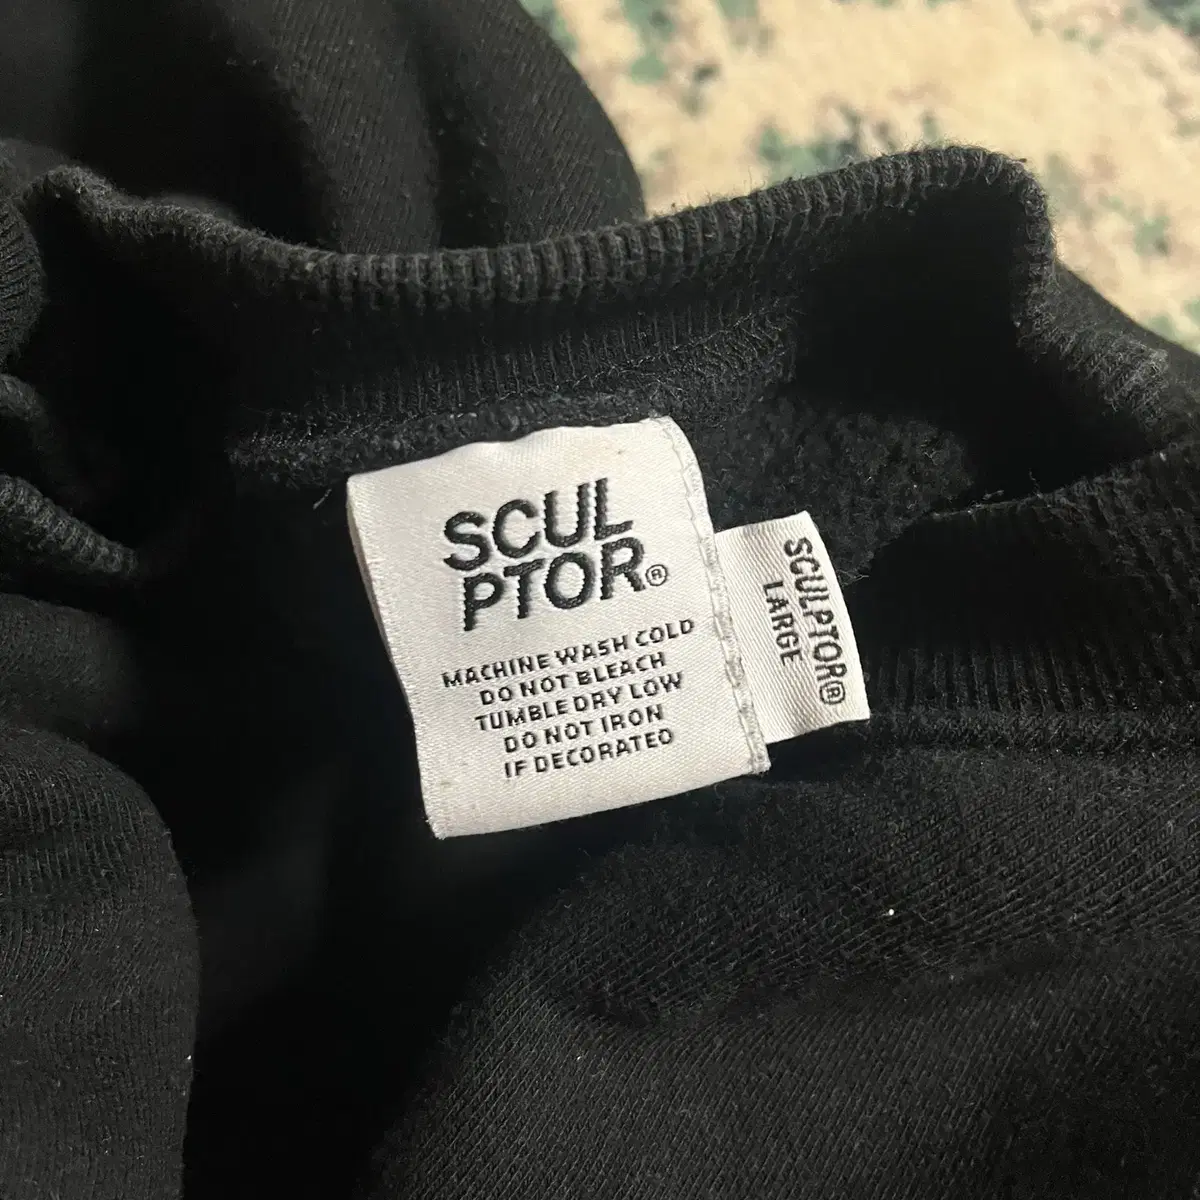 SCUL
PTOR®
MACHINE WASH COLD
DO NOT BLEACH
TUMBLE DRY LOW
DO NOT IRON
IF DECORATED
SCULPTOR®
LARGE